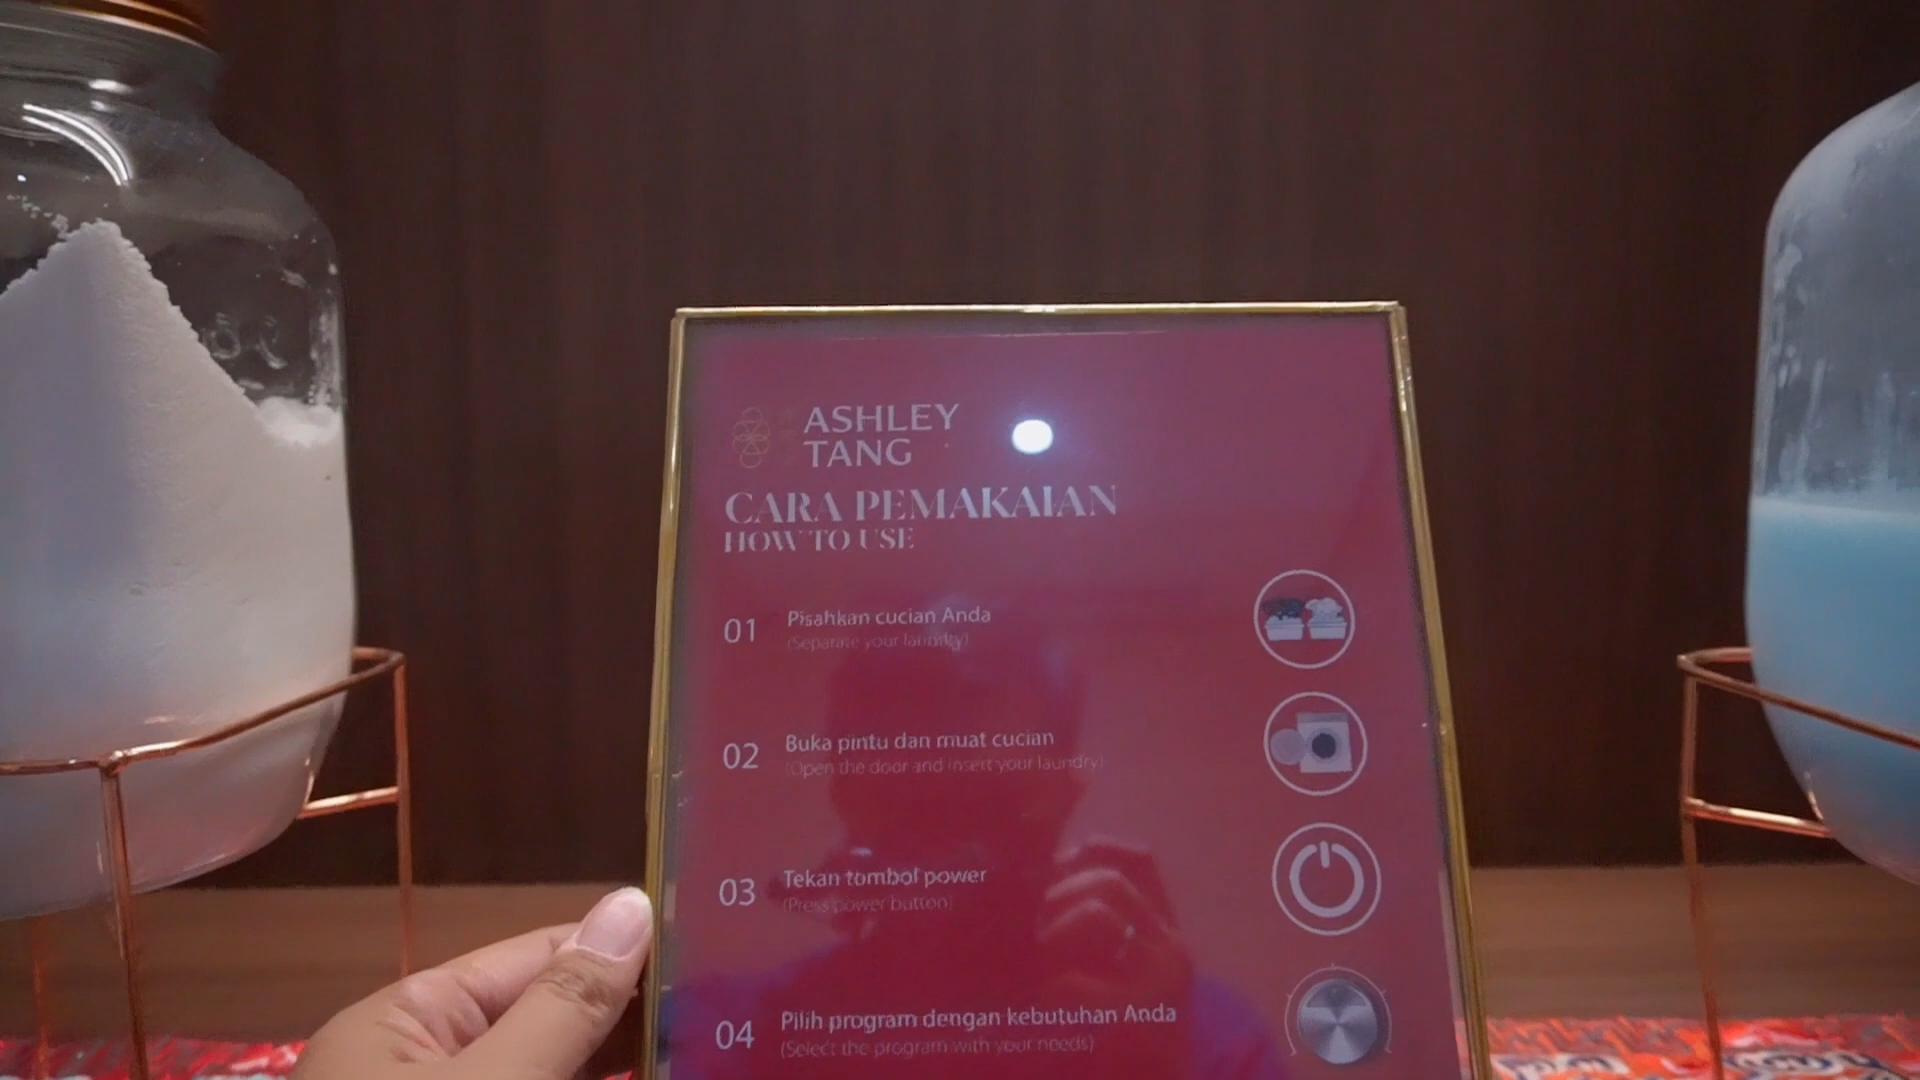 ASHLEY
TANG
CARA PEMAKAIAN
HOW TO USE
01
Pisahkan cucian Anda
(Separate your laundry)
02
Buka pintu dan muat cucian
(Open the door and insert your laundry)
03
Tekan tombol power
(Press power button)
04
Pilih program dengan kebutuhan Anda
(Select the program with your needs)